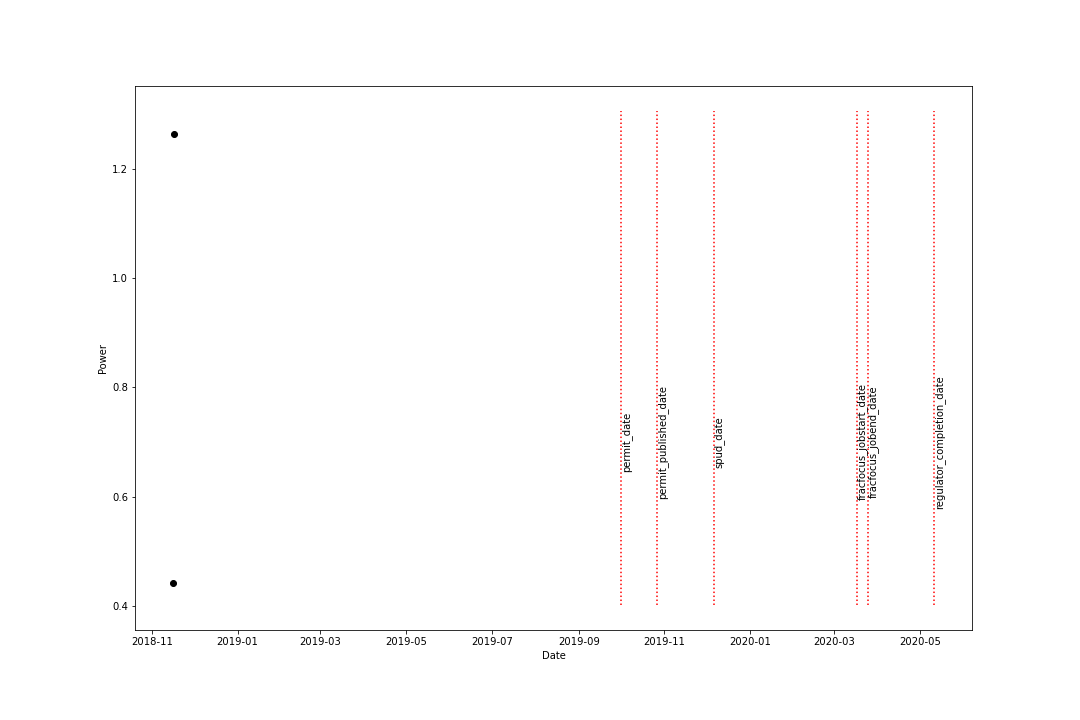 1.2
1.0
0.8
0.6
0.4
Power
permit_date
permit_published_date
spud_date
fracfocus_jobstart_date
fracfocus_jobend_date
regulator_completion_date
2018-11
2019-01
2019-03
2019-05
2019-07
2019-09
2019-11
2020-01
2020-03
2020-05
Date